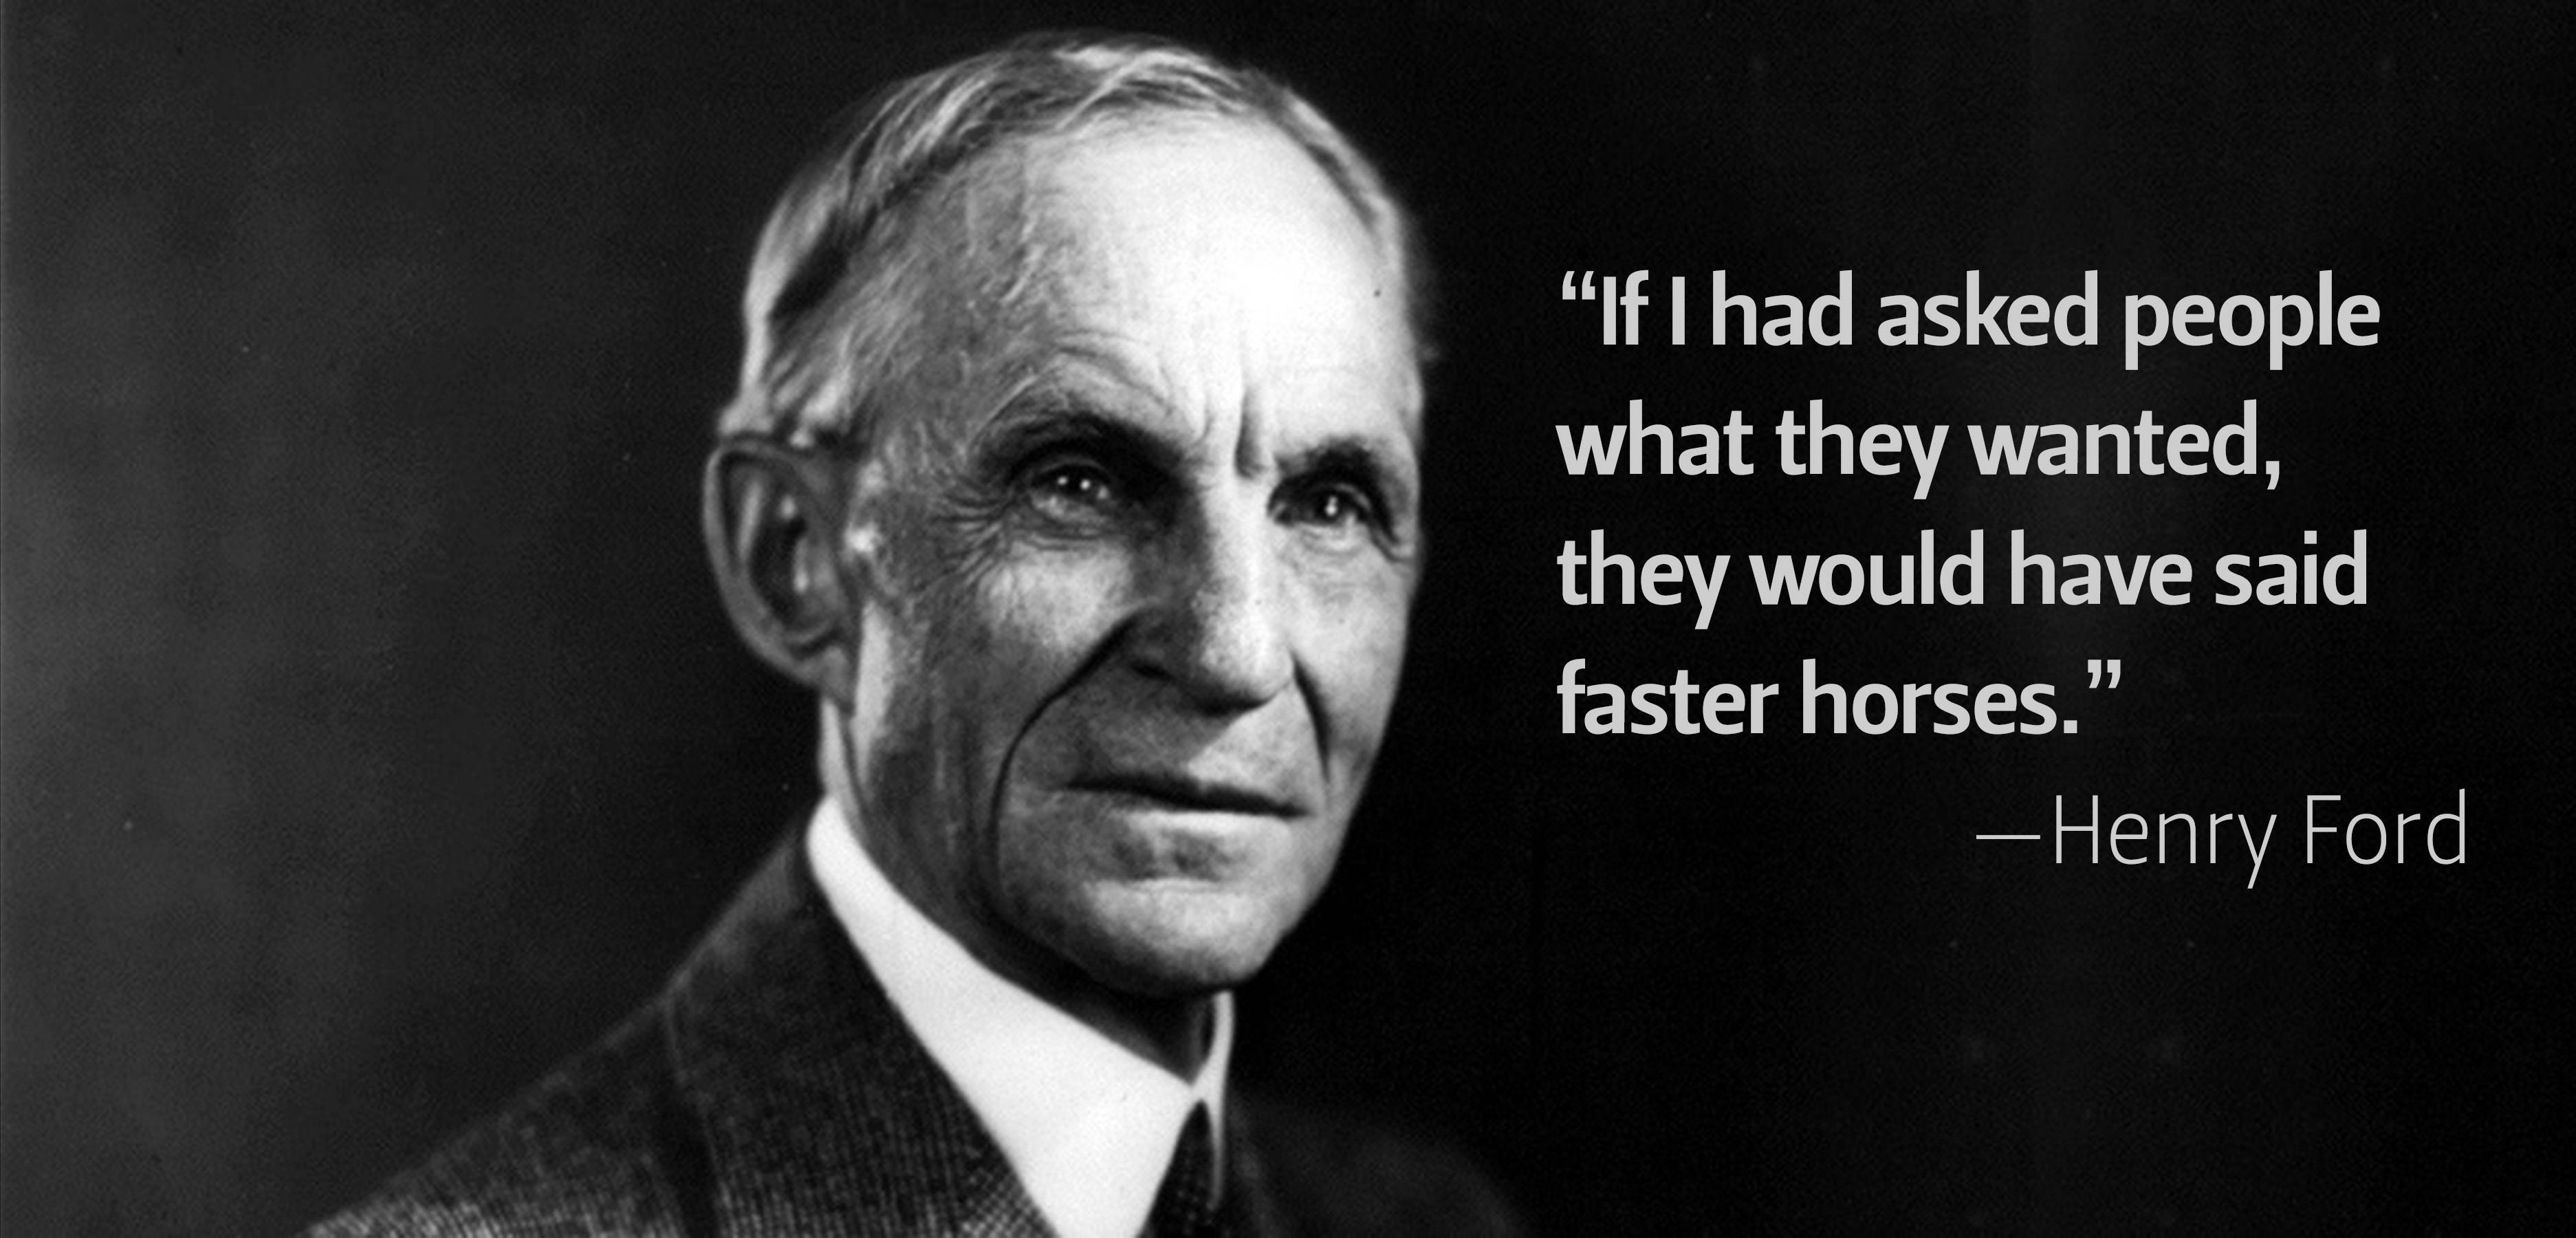 “If I had asked people
what they wanted,
they would have said
faster horses.”
—Henry Ford